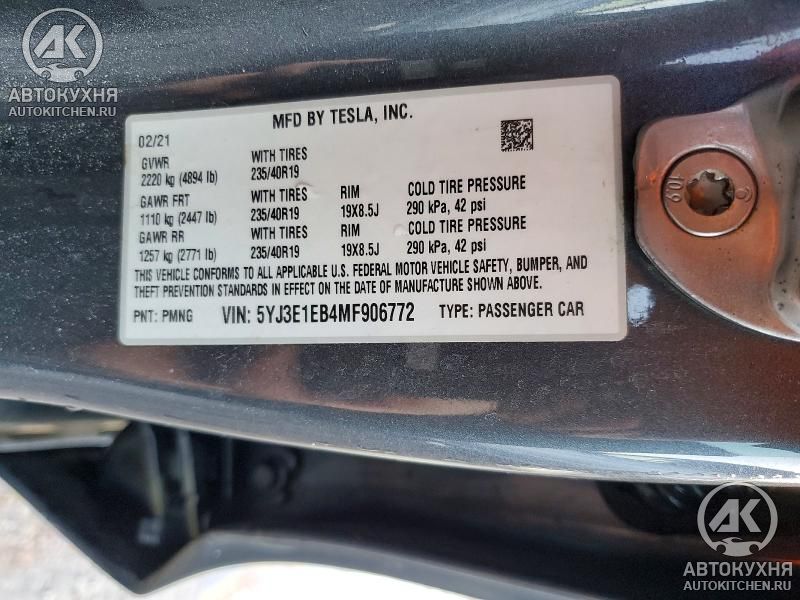 AK
АВТОКУХНЯ
AUTOKITCHEN.RU
MFD BY TESLA, INC.
02/21
GVWR WITH TIRES
2220 kg (4894 lb) 235/40R19
GAWR FRT WITH TIRES RIM COLD TIRE PRESSURE
1110 kg (2447 lb) 235/40R19 19X8.5J 290 kPa, 42 psi
GAWR RR WITH TIRES RIM COLD TIRE PRESSURE
1257 kg (2771 lb) 235/40R19 19X8.5J 290 kPa, 42 psi
THIS VEHICLE CONFORMS TO ALL APPLICABLE U.S. FEDERAL MOTOR VEHICLE SAFETY, BUMPER, AND
THEFT PREVENTION STANDARDS IN EFFECT ON THE DATE OF MANUFACTURE SHOWN ABOVE.
PNT: PMNG VIN: 5YJ3E1EB4MF906772 TYPE: PASSENGER CAR
10.9
AK
АВТОКУХНЯ
AUTOKITCHEN.RU